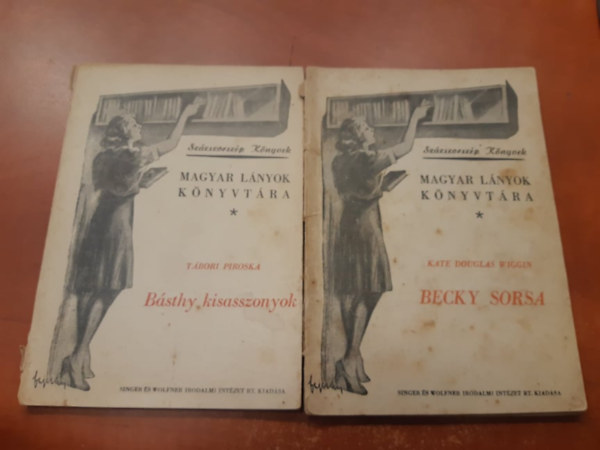 Százszorszép Könyvek
MAGYAR LÁNYOK
KÖNYVTÁRA
*
TÁBORI PIROSKA
Básthy kisasszonyok
SINGER ÉS WOLFNER IRODALMI INTÉZET RT. KIADÁSA
Százszorszép Könyvek
MAGYAR LÁNYOK
KÖNYVTÁRA
*
KATE DOUGLAS WIGGIN
BECKY SORSA
SINGER ÉS WOLFNER IRODALMI INTÉZET RT. KIADÁSA